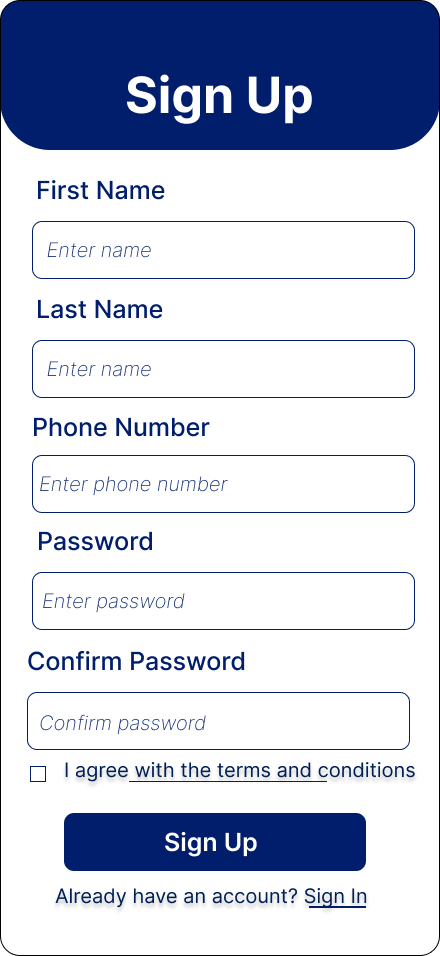 Sign Up
First Name
Enter name
Last Name
Enter name
Phone Number
Enter phone number
Password
Enter password
Confirm Password
Confirm password
I agree with the terms and conditions
Sign Up
Already have an account? Sign In